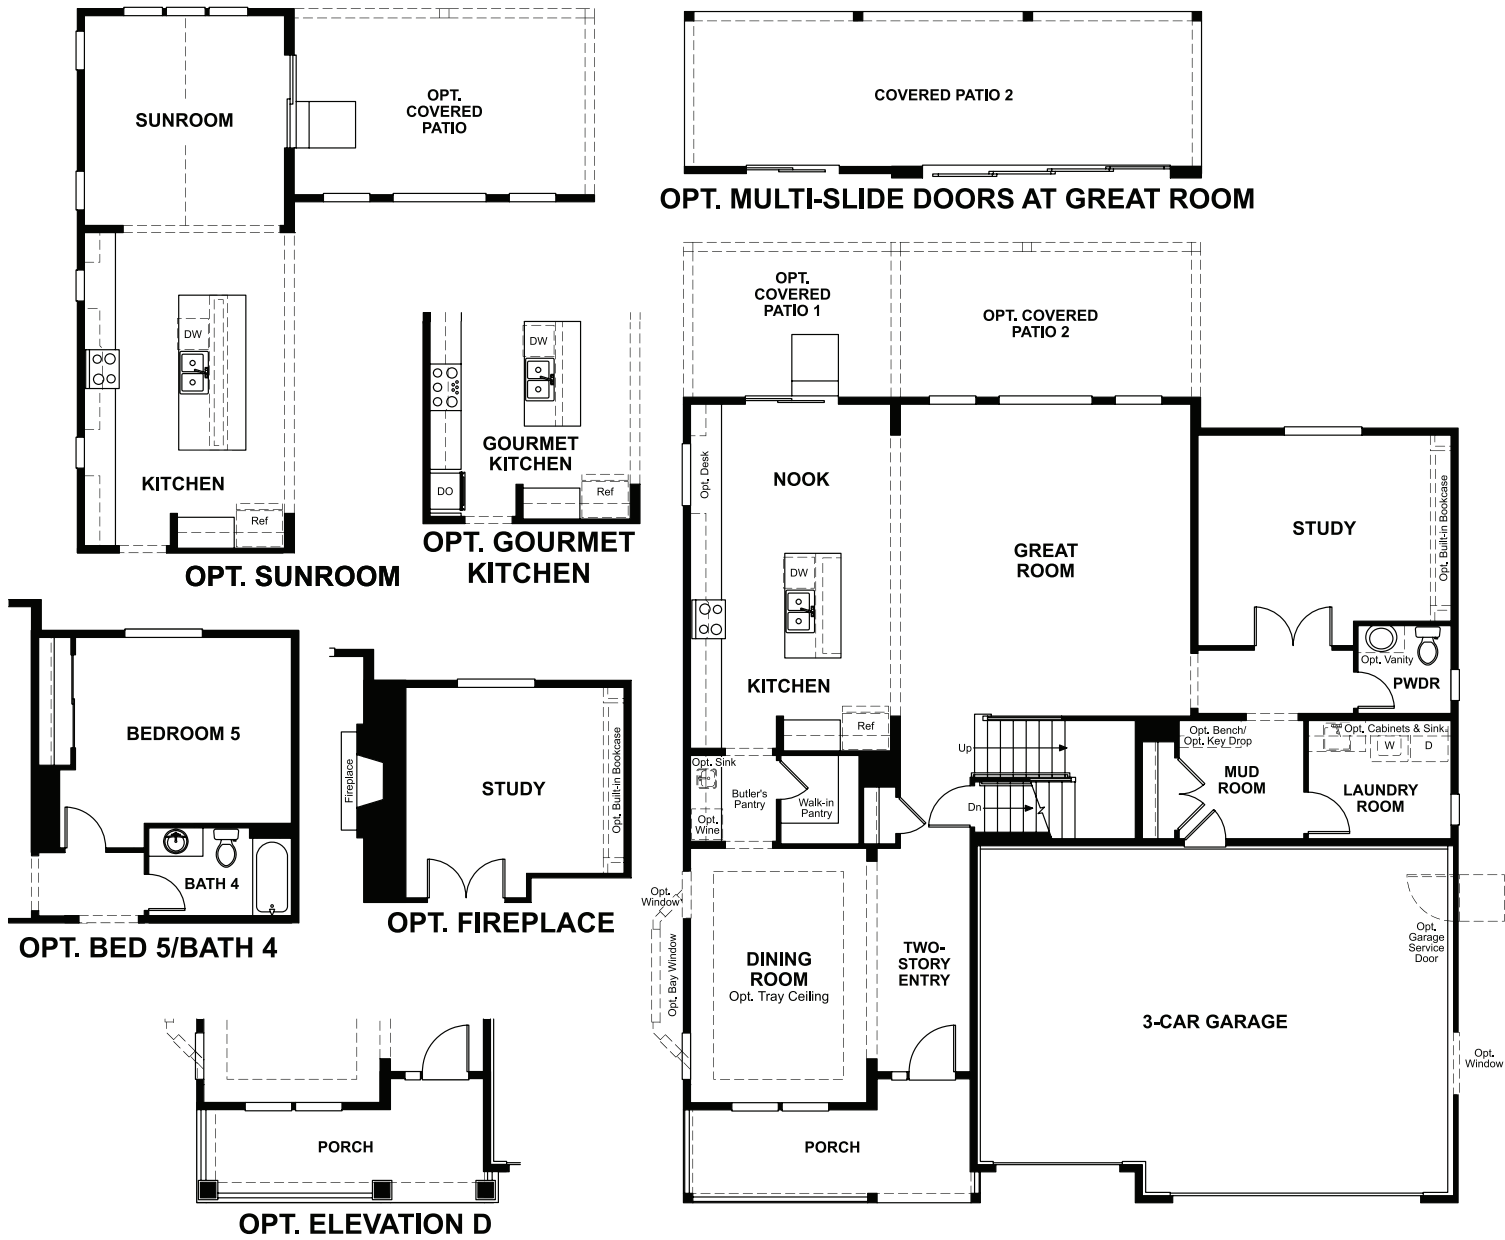 SUNROOM
OPT.
COVERED
PATIO
DW
KITCHEN
Ref
OPT. SUNROOM
DW
GOURMET
KITCHEN
DO
Ref
OPT. GOURMET
KITCHEN
COVERED PATIO 2
OPT. MULTI-SLIDE DOORS AT GREAT ROOM
BEDROOM 5
BATH 4
OPT. BED 5/BATH 4
Fireplace
STUDY
Opt. Built-in Bookcase
OPT. FIREPLACE
PORCH
OPT. ELEVATION D
OPT.
COVERED
PATIO 1
OPT. COVERED
PATIO 2
Opt. Desk
NOOK
GREAT
ROOM
STUDY
Opt. Built-in Bookcase
DW
KITCHEN
Ref
Opt. Vanity
PWDR
Up
Dn
Opt. Bench/
Opt. Key Drop
MUD
ROOM
Opt. Cabinets & Sink
W
D
LAUNDRY
ROOM
Opt. Sink
Opt.
Wine
Butler's
Pantry
Walk-in
Pantry
Opt.
Window
Opt. Bay Window
DINING
ROOM
Opt. Tray Ceiling
TWO-
STORY
ENTRY
Opt.
Garage
Service
Door
3-CAR GARAGE
Opt.
Window
PORCH